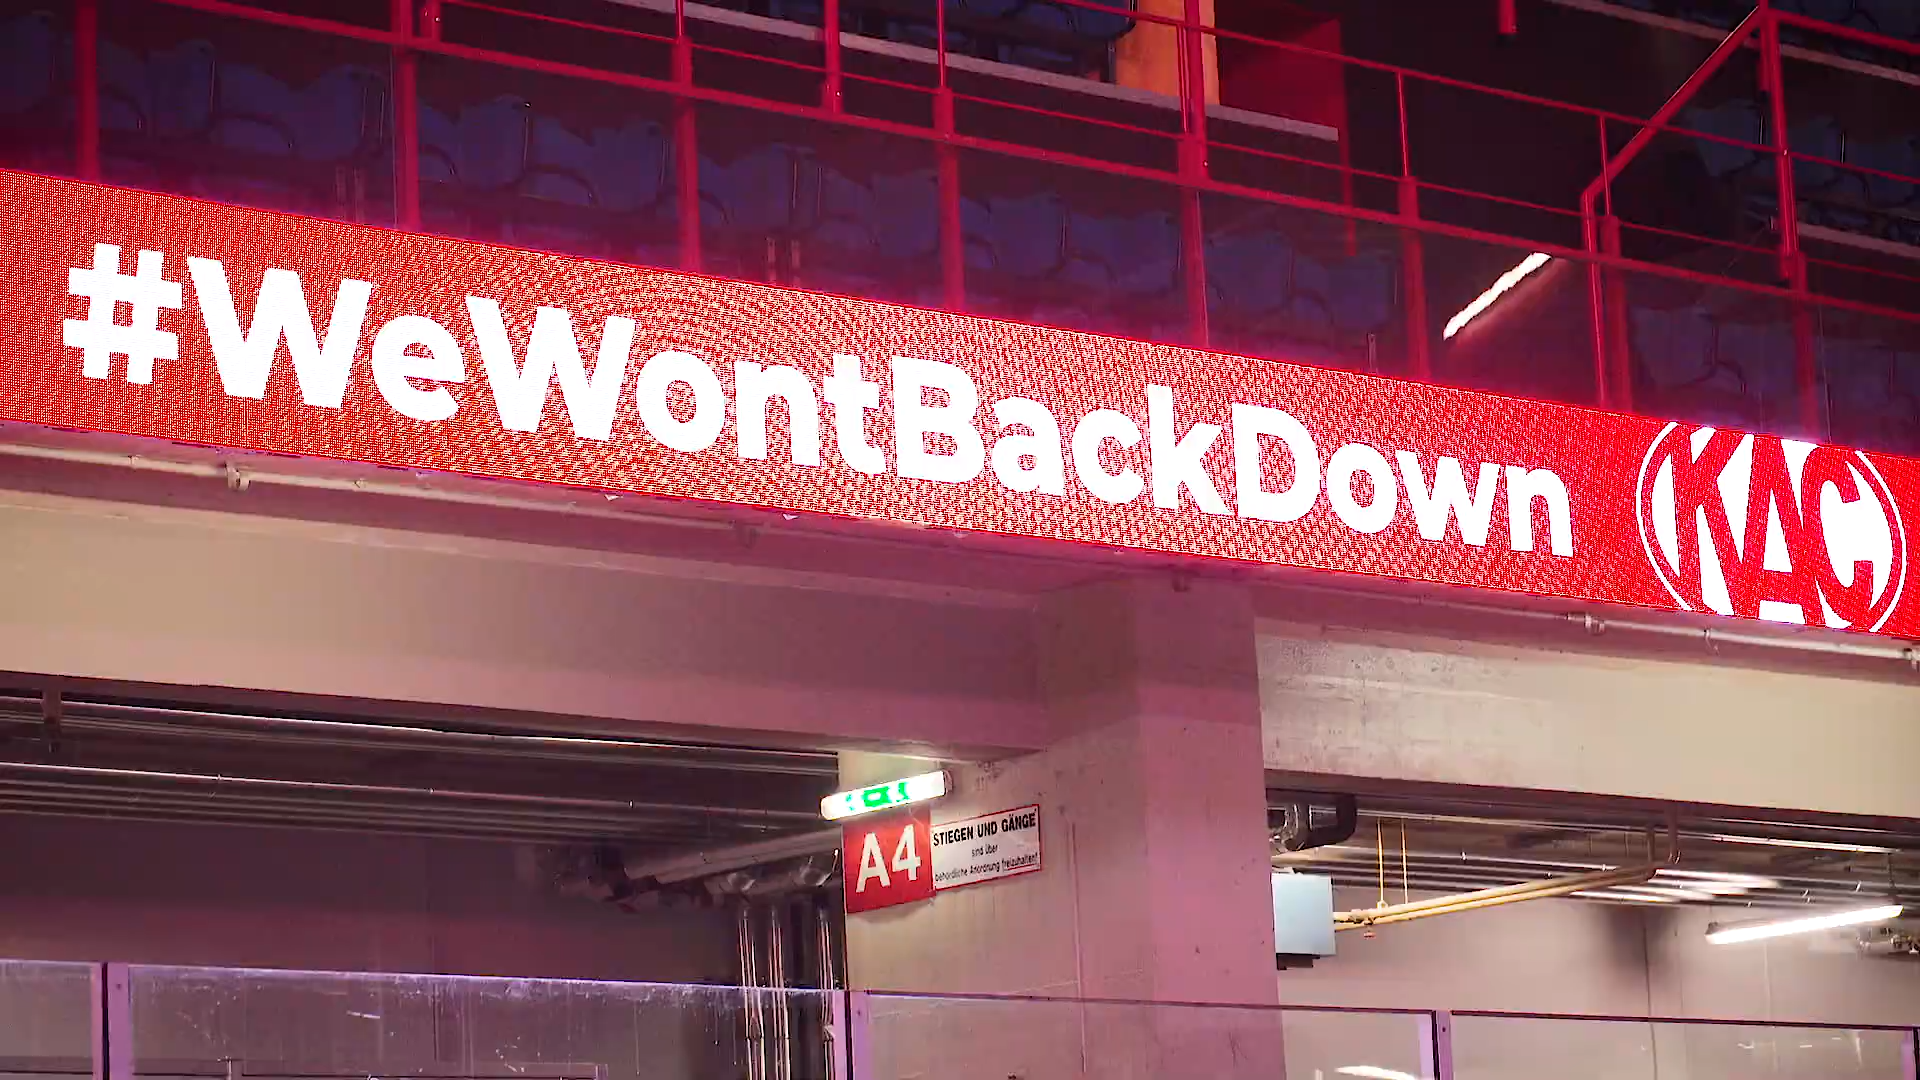 #WeWontBackDown
KAC
A4
STIEGEN UND GÄNGE
sind über
behördliche Anordnung freizuhalten!